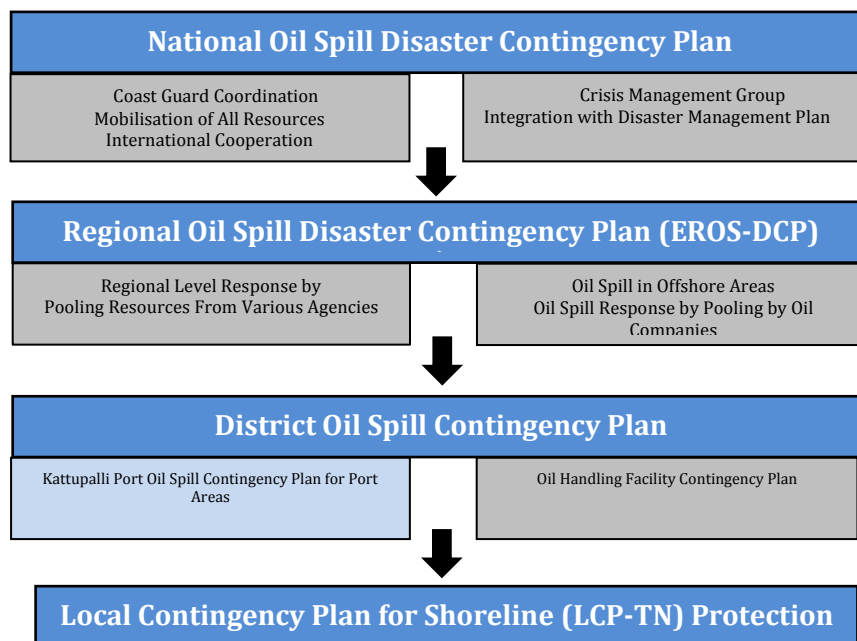 National Oil Spill Disaster Contingency Plan
Coast Guard Coordination
Mobilisation of All Resources
International Cooperation
Crisis Management Group
Integration with Disaster Management Plan
Regional Oil Spill Disaster Contingency Plan (EROS-DCP)
Regional Level Response by
Pooling Resources From Various Agencies
Oil Spill in Offshore Areas
Oil Spill Response by Pooling by Oil
Companies
District Oil Spill Contingency Plan
Kattupalli Port Oil Spill Contingency Plan for Port
Areas
Oil Handling Facility Contingency Plan
Local Contingency Plan for Shoreline (LCP-TN) Protection